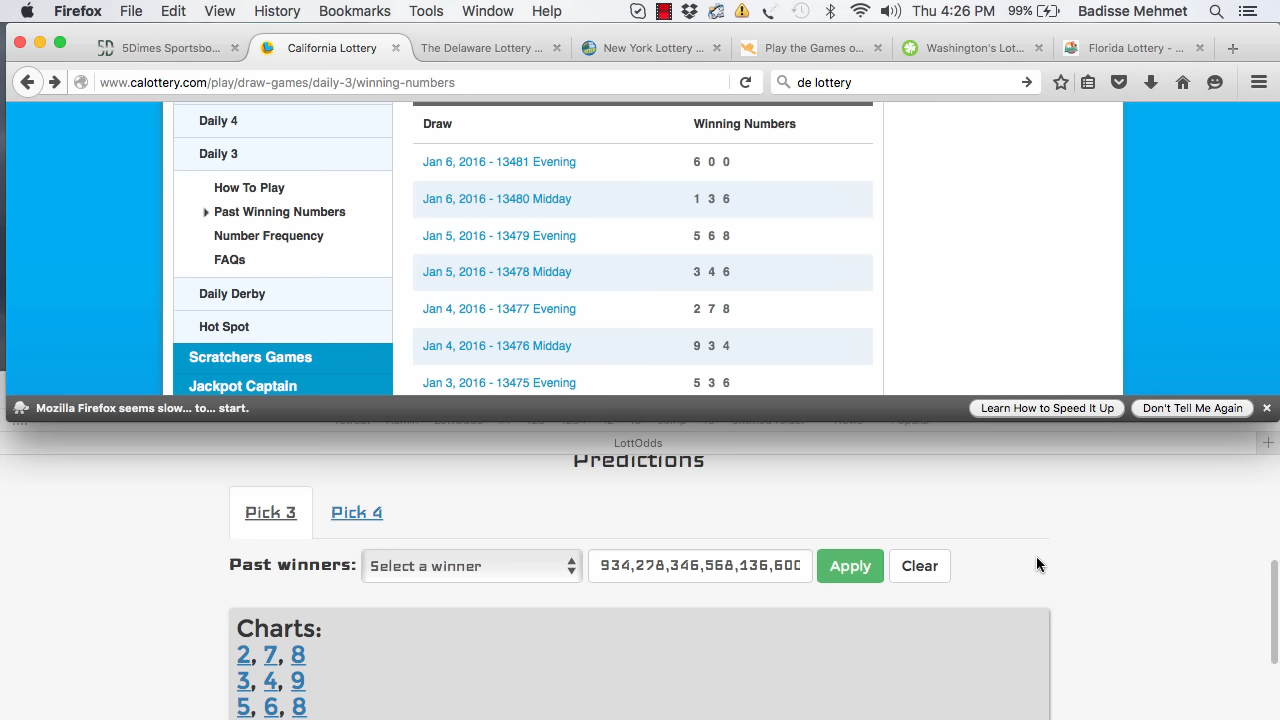 Firefox File Edit View History Bookmarks Tools Window Help Thu 4:26 PM 99% Badisse Mehmet
5D 5Dimes Sportsbo... California Lottery The Delaware Lottery ... New York Lottery ... Play the Games o... Washington's Lot... Florida Lottery - ...
www.calottery.com/play/draw-games/daily-3/winning-numbers de lottery
Daily 4
Daily 3
How To Play
Past Winning Numbers
Number Frequency
FAQs
Daily Derby
Hot Spot
Scratchers Games
Jackpot Captain
Draw Winning Numbers
Jan 6, 2016 - 13481 Evening 6 0 0
Jan 6, 2016 - 13480 Midday 1 3 6
Jan 5, 2016 - 13479 Evening 5 6 8
Jan 5, 2016 - 13478 Midday 3 4 6
Jan 4, 2016 - 13477 Evening 2 7 8
Jan 4, 2016 - 13476 Midday 9 3 4
Jan 3, 2016 - 13475 Evening 5 3 6
Mozilla Firefox seems slow... to... start. Learn How to Speed It Up Don't Tell Me Again
LottOdds
Predictions
Pick 3 Pick 4
Past winners: Select a winner 934,278,346,568,136,600 Apply Clear
Charts:
2, 7, 8
3, 4, 9
5, 6, 8